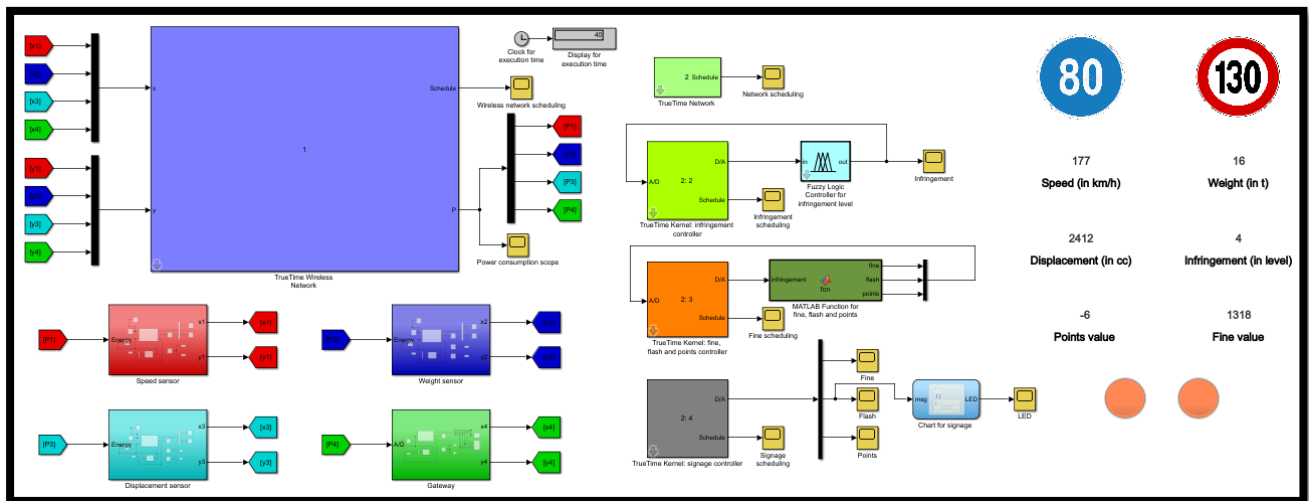 [x1]
[x3]
[x4]
[y1]
[y3]
[y4]
x
y
1
Schedule
P
TrueTime Wireless
Network
Clock for
execution time
40
Display for
execution time
Wireless network scheduling
[P1]
[P3]
[P4]
Power consumption scope
[P1]
Energy
x1
y1
Speed sensor
[x1]
[y1]
Energy
x2
y2
Weight sensor
[P3]
Energy
x3
y3
Displacement sensor
[x3]
[y3]
[P4]
A/D
x4
y4
Gateway
[x4]
[y4]
2
Schedule
TrueTime Network
Network scheduling
A/D
2: 2
D/A
Schedule
TrueTime Kernel: infringement
controller
in
out
Fuzzy Logic
Controller for
infringement level
Infringement
Infringement
scheduling
A/D
2: 3
D/A
Schedule
TrueTime Kernel: fine,
flash and points controller
infringement
fcn
fine
flash
points
MATLAB Function for
fine, flash and points
Fine scheduling
2: 4
D/A
Schedule
TrueTime Kernel: signage controller
Signage
scheduling
Fine
Flash
Points
msg
LED
Chart for signage
LED
80
130
177
Speed (in km/h)
16
Weight (in t)
2412
Displacement (in cc)
4
Infringement (in level)
-6
Points value
1318
Fine value